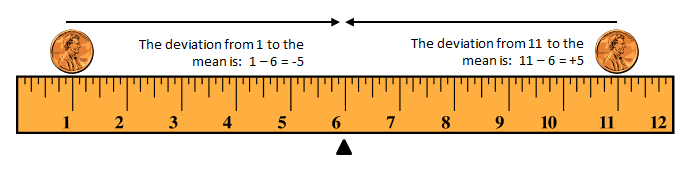 The deviation from 1 to the
mean is: 1 – 6 = -5
The deviation from 11 to the
mean is: 11 – 6 = +5
1 2 3 4 5 6 7 8 9 10 11 12